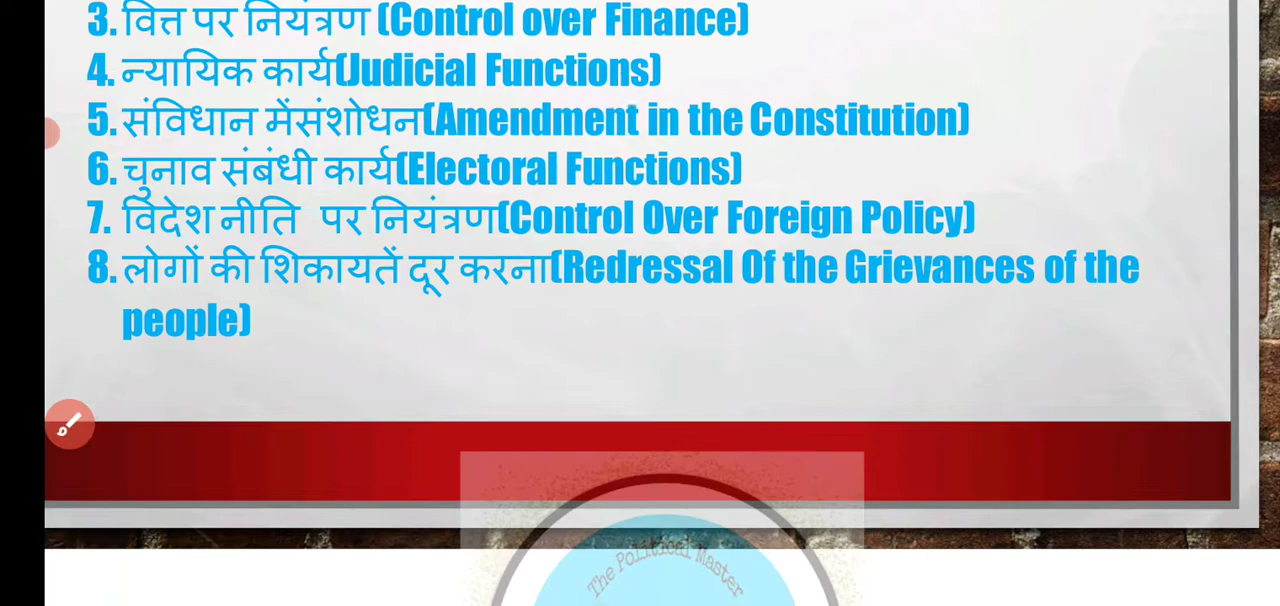 3. वित्त पर नियंत्रण (Control over Finance)
4. न्यायिक कार्य(Judicial Functions)
5. संविधान मेंसंशोधन(Amendment in the Constitution)
6. चुनाव संबंधी कार्य(Electoral Functions)
7. विदेश नीति पर नियंत्रण(Control Over Foreign Policy)
8. लोगों की शिकायतें दूर करना(Redressal Of the Grievances of the
people)
The Political Master